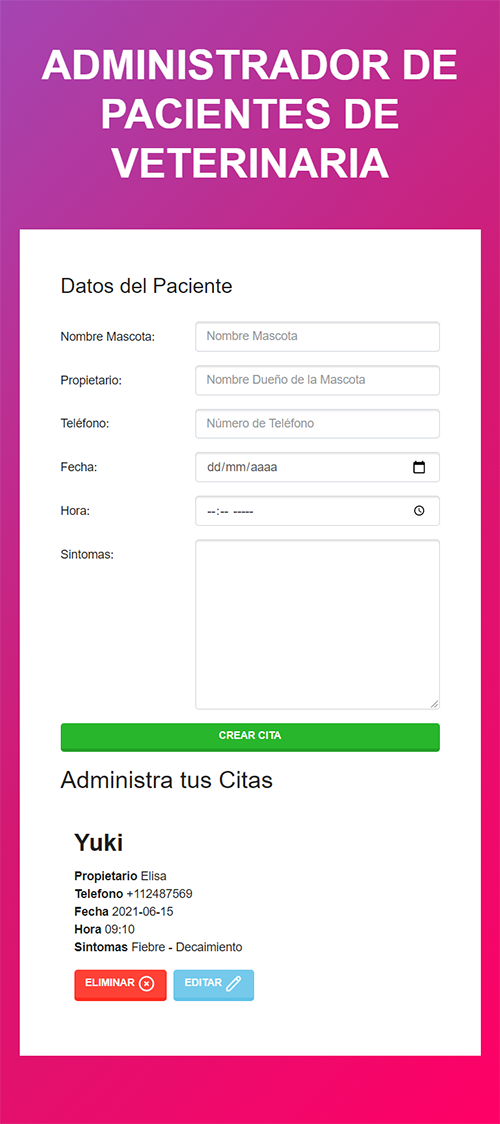 ADMINISTRADOR DE
PACIENTES DE
VETERINARIA
Datos del Paciente
Nombre Mascota: Nombre Mascota
Propietario: Nombre Dueño de la Mascota
Teléfono: Número de Teléfono
Fecha: dd/mm/aaaa
Hora: --:-- -----
Sintomas:
CREAR CITA
Administra tus Citas
Yuki
Propietario Elisa
Telefono +112487569
Fecha 2021-06-15
Hora 09:10
Sintomas Fiebre - Decaimiento
ELIMINAR EDITAR